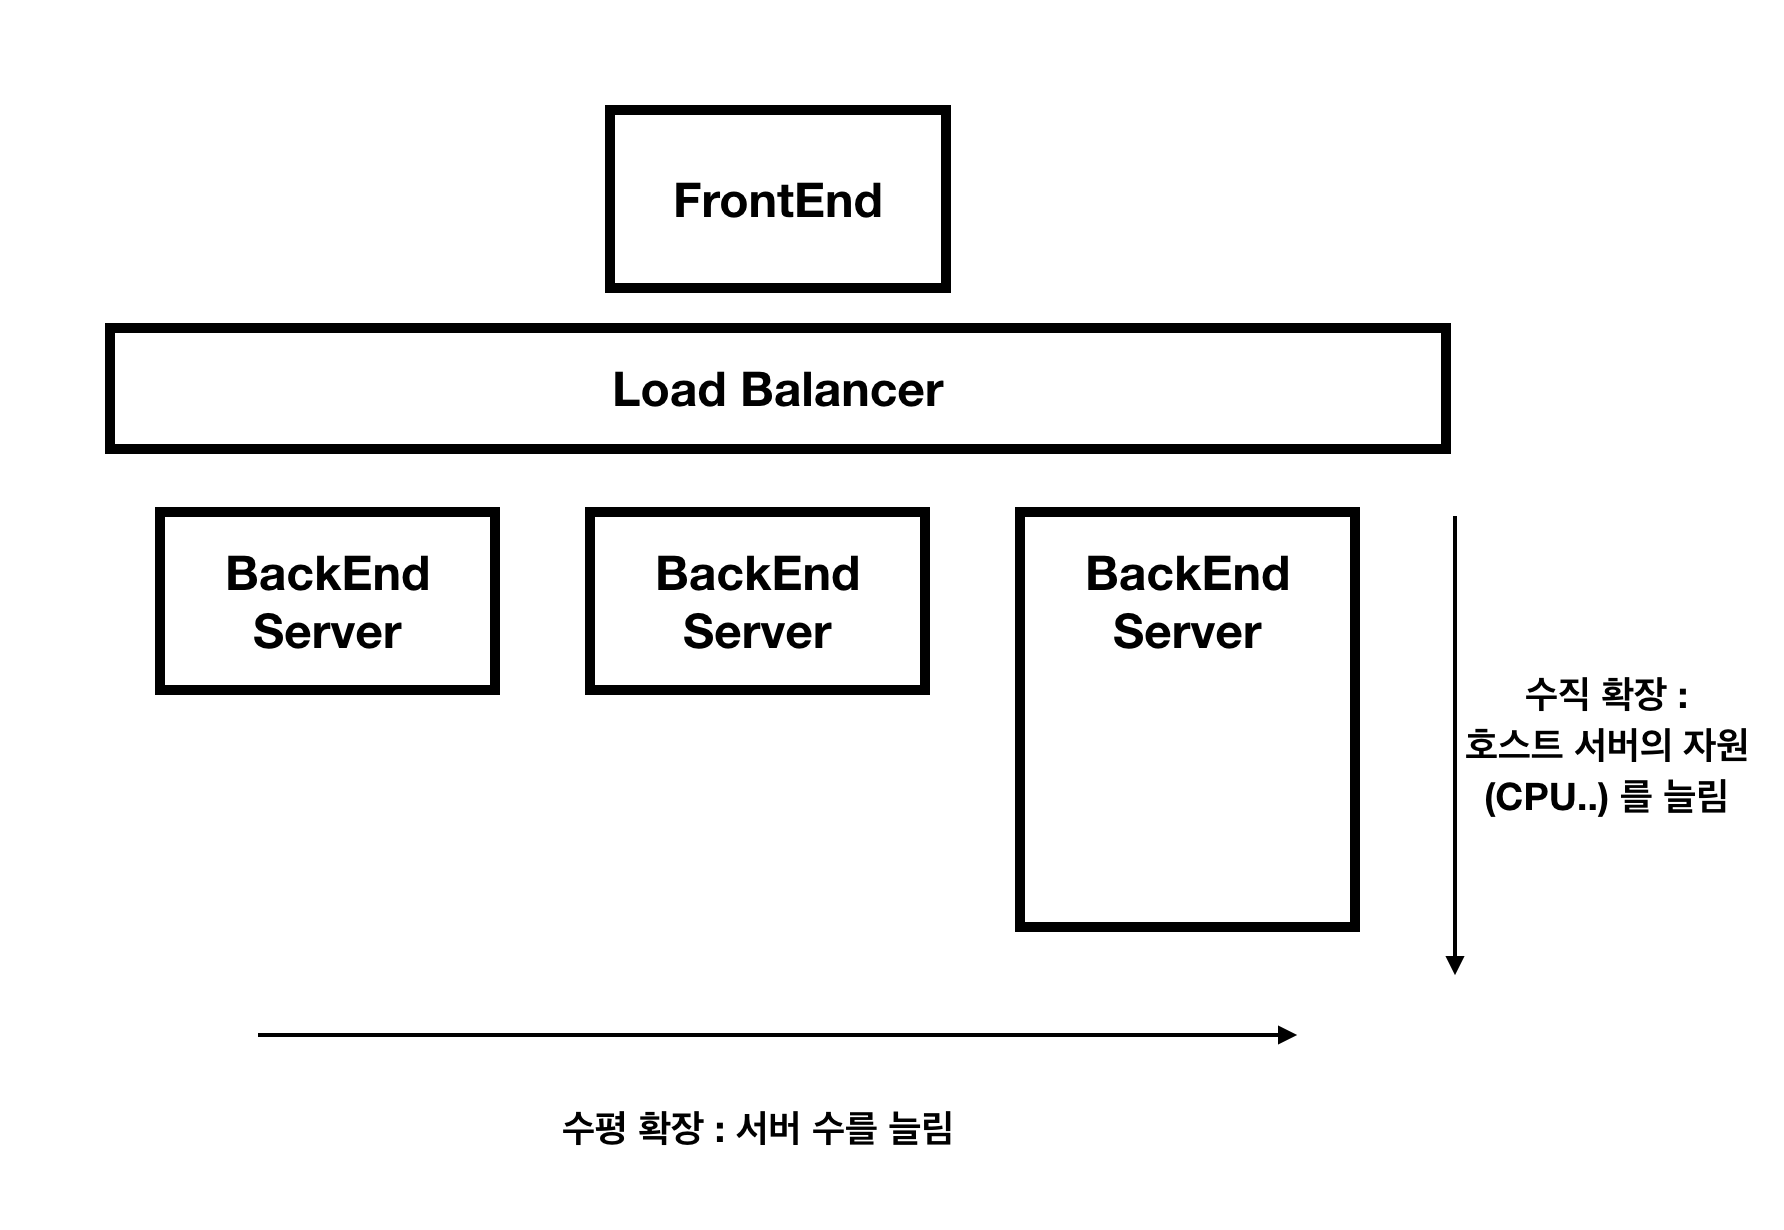 FrontEnd
Load Balancer
BackEnd
Server
BackEnd
Server
BackEnd
Server
수직 확장 :
호스트 서버의 자원
(CPU..) 를 늘림
수평 확장 : 서버 수를 늘림